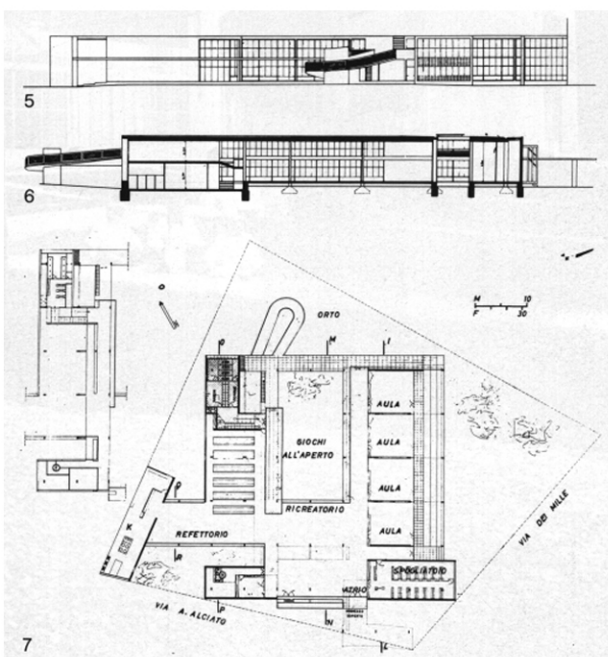 5
6
M 10
F 30
ORTO
O
M
I
AULA
GIOCHI
ALL'APERTO
AULA
AULA
RICREATORIO
AULA
REFETTORIO
K
R
SPOGLIATOIO
ATRIO
P
N
L
VIA A. ALCIATO
VIA DEI MILLE
7